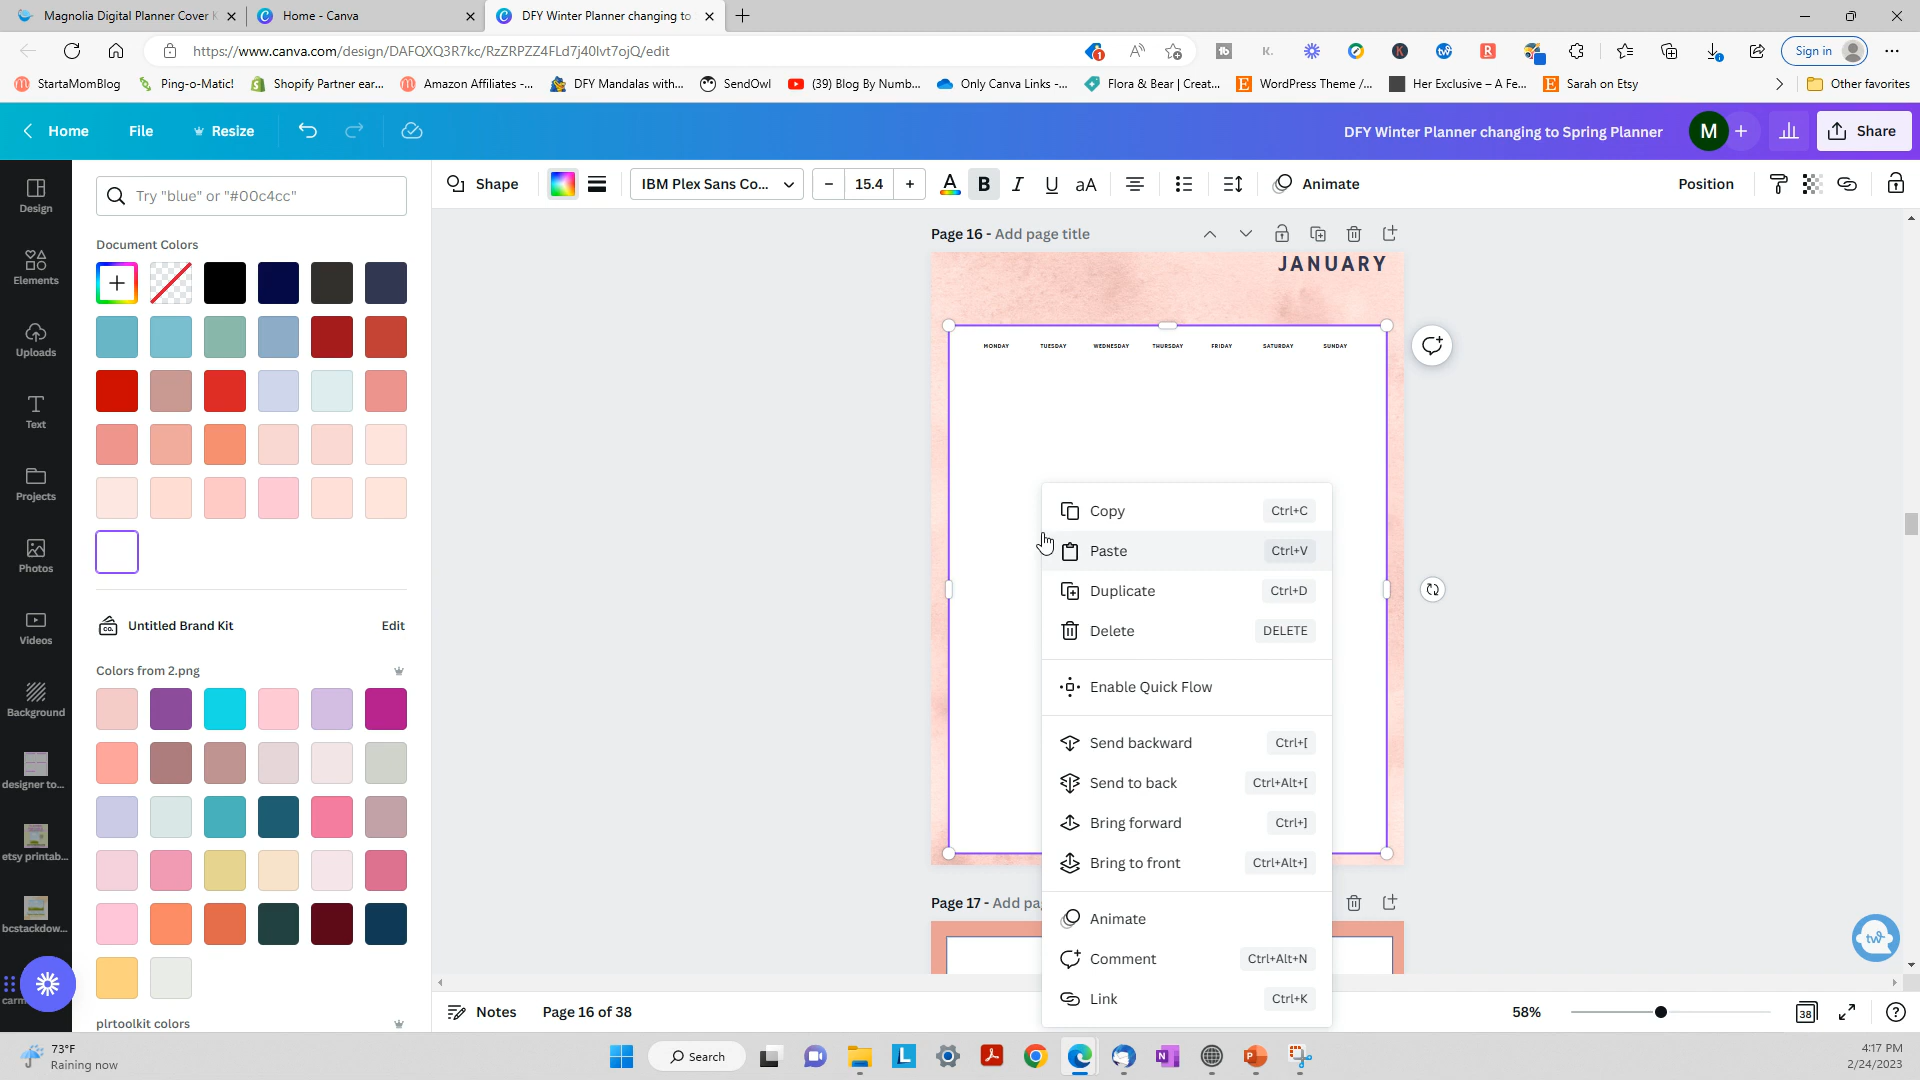 Magnolia Digital Planner Cover K
Home - Canva
DFY Winter Planner changing to
https://www.canva.com/design/DAFQXQ3R7kc/RzZRPZZ4FLd7j40lvt7ojQ/edit
Sign in
StartaMomBlog
Ping-o-Matic!
Shopify Partner ear...
Amazon Affiliates -...
DFY Mandalas with...
SendOwl
(39) Blog By Numb...
Only Canva Links -...
Flora & Bear | Creat...
WordPress Theme /...
Her Exclusive – A Fe...
Sarah on Etsy
Other favorites
Home
File
Resize
DFY Winter Planner changing to Spring Planner
M
Share
Shape
IBM Plex Sans Co...
15.4
A
B
I
U
aA
Animate
Position
Design
Elements
Uploads
Text
Projects
Photos
Videos
Background
designer to...
etsy printab...
bcstackdow...
Try "blue" or "#00c4cc"
Document Colors
Untitled Brand Kit
Edit
Colors from 2.png
plrtoolkit colors
Page 16 - Add page title
JANUARY
MONDAY TUESDAY WEDNESDAY THURSDAY FRIDAY SATURDAY SUNDAY
Copy Ctrl+C
Paste Ctrl+V
Duplicate Ctrl+D
Delete DELETE
Enable Quick Flow
Send backward Ctrl+[
Send to back Ctrl+Alt+[
Bring forward Ctrl+]
Bring to front Ctrl+Alt+]
Animate
Comment Ctrl+Alt+N
Link Ctrl+K
Page 17 - Add pa
Notes
Page 16 of 38
58%
38
73°F
Raining now
Search
4:17 PM
2/24/2023